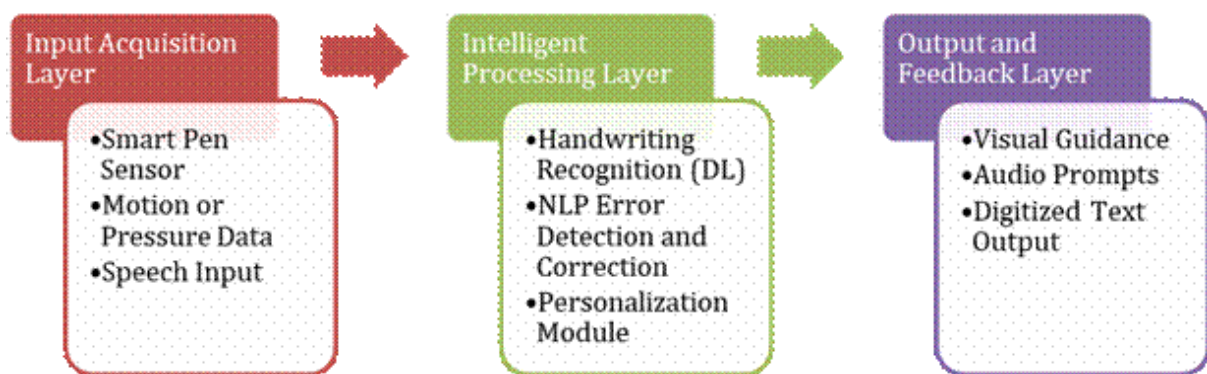 Input Acquisition
Layer
•Smart Pen
Sensor
•Motion or
Pressure Data
•Speech Input
Intelligent
Processing Layer
•Handwriting
Recognition (DL)
•NLP Error
Detection and
Correction
•Personalization
Module
Output and
Feedback Layer
•Visual Guidance
•Audio Prompts
•Digitized Text
Output